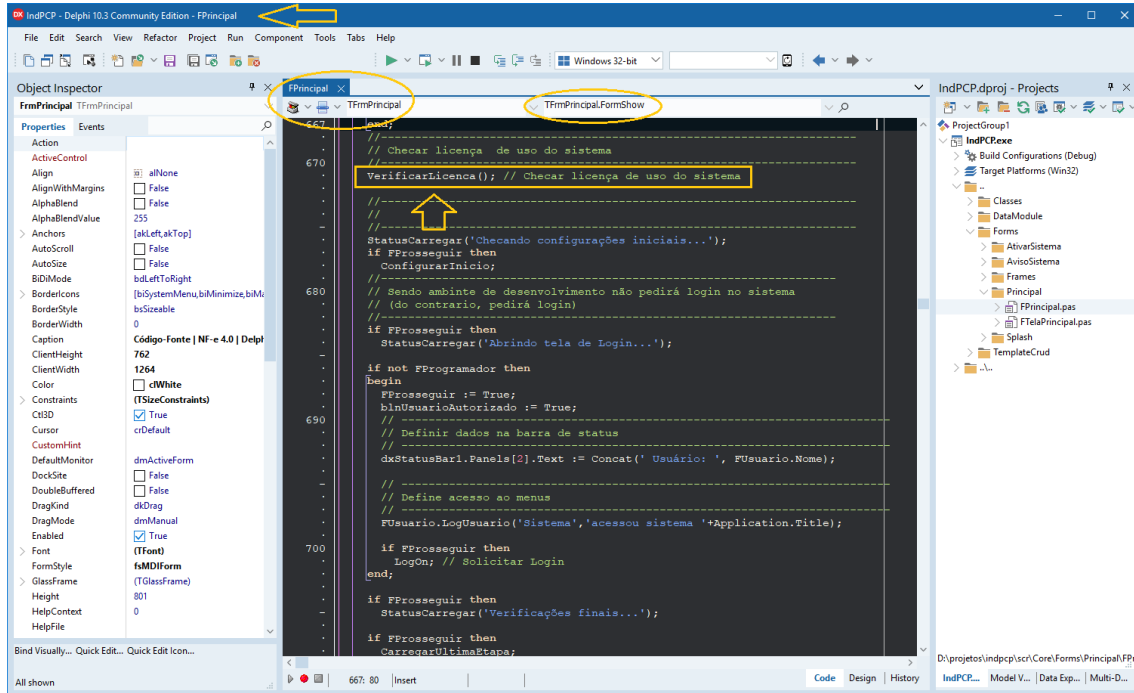 IndPCP - Delphi 10.3 Community Edition - FPrincipal
File Edit Search View Refactor Project Run Component Tools Tabs Help
Windows 32-bit
Object Inspector
FrmPrincipal TFrmPrincipal
Properties Events
Action
ActiveControl
Align alNone
AlignWithMargins False
AlphaBlend False
AlphaBlendValue 255
Anchors [akLeft,akTop]
AutoScroll False
AutoSize False
BiDiMode bdLeftToRight
BorderIcons [biSystemMenu,biMinimize,biMa
BorderStyle bsSizeable
BorderWidth 0
Caption Código-Fonte | NF-e 4.0 | Delph
ClientHeight 762
ClientWidth 1264
Color clWhite
Constraints (TSizeConstraints)
Ctl3D True
Cursor crDefault
CustomHint
DefaultMonitor dmActiveForm
DockSite False
DoubleBuffered False
DragKind dkDrag
DragMode dmManual
Enabled True
Font (TFont)
FormStyle fsMDIForm
GlassFrame (TGlassFrame)
Height 801
HelpContext 0
HelpFile
Bind Visually... Quick Edit... Quick Edit Icon...
All shown
FPrincipal
TFrmPrincipal TFrmPrincipal.FormShow
667 end;
//----------------------------------------------------------------------
// Checar licença  de uso do sistema
670 //----------------------------------------------------------------------
VerificarLicenca(); // Checar licença de uso do sistema
//----------------------------------------------------------------------
//
//----------------------------------------------------------------------
StatusCarregar('Checando configurações iniciais...');
if FProsseguir then
ConfigurarInicio;
//-------------------------------------------------------------------
680 // Sendo ambinte de desenvolvimento não pedirá login no sistema
// (do contrario, pedirá login)
//-------------------------------------------------------------------
if FProsseguir then
StatusCarregar('Abrindo tela de Login...');
if not FProgramador then
begin
FProsseguir := True;
blnUsuarioAutorizado := True;
690 // ------------------------------------------------------------------------
// Definir dados na barra de status
// ------------------------------------------------------------------------
dxStatusBar1.Panels[2].Text := Concat(' Usuário: ', FUsuario.Nome);
// ------------------------------------------------------------------------
// Define acesso ao menus
// ------------------------------------------------------------------------
FUsuario.LogUsuario('Sistema','acessou sistema '+Application.Title);
700 if FProsseguir then
LogOn; // Solicitar Login
end;
if FProsseguir then
StatusCarregar('Verificações finais...');
if FProsseguir then
CarregarUltimaEtapa;
667: 80 Insert
Code Design History
IndPCP.dproj - Projects
ProjectGroup1
IndPCP.exe
Build Configurations (Debug)
Target Platforms (Win32)
..
Classes
DataModule
Forms
AtivarSistema
AvisoSistema
Frames
Principal
FPrincipal.pas
FTelaPrincipal.pas
Splash
TemplateCrud
..\..
D:\projetos\indpcp\scr\Core\Forms\Principal\FPr
IndPCP.... Model V... Data Exp... Multi-D...